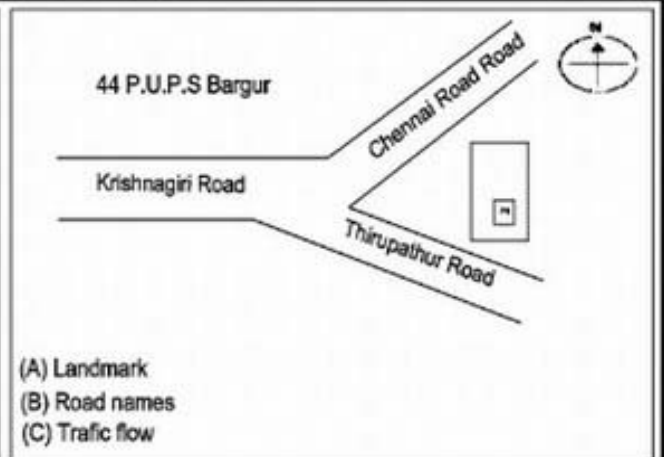 N
44 P.U.P.S Bargur
Chennai Road Road
Krishnagiri Road
Thirupathur Road
(A) Landmark
(B) Road names
(C) Trafic flow